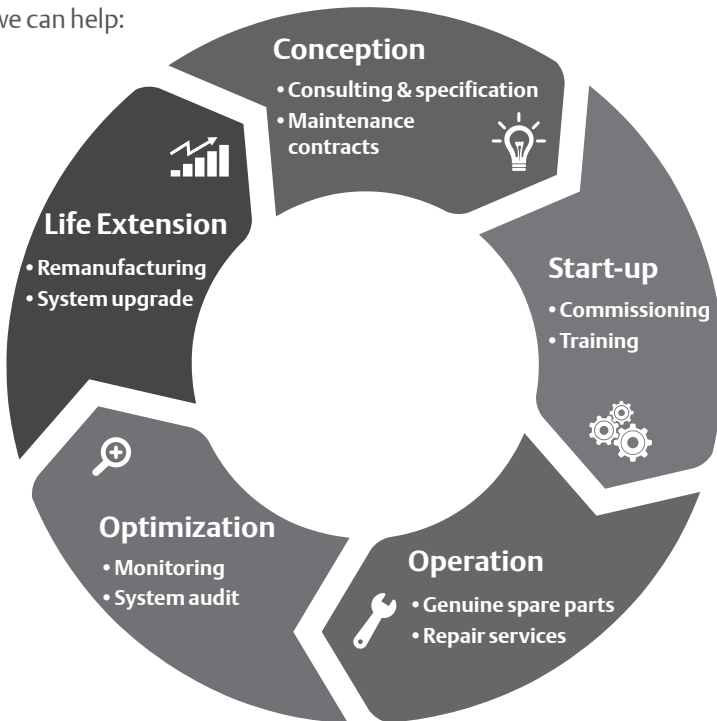 we can help:
Conception
• Consulting & specification
• Maintenance
contracts
Start-up
• Commissioning
• Training
Operation
• Genuine spare parts
• Repair services
Optimization
• Monitoring
• System audit
Life Extension
• Remanufacturing
• System upgrade